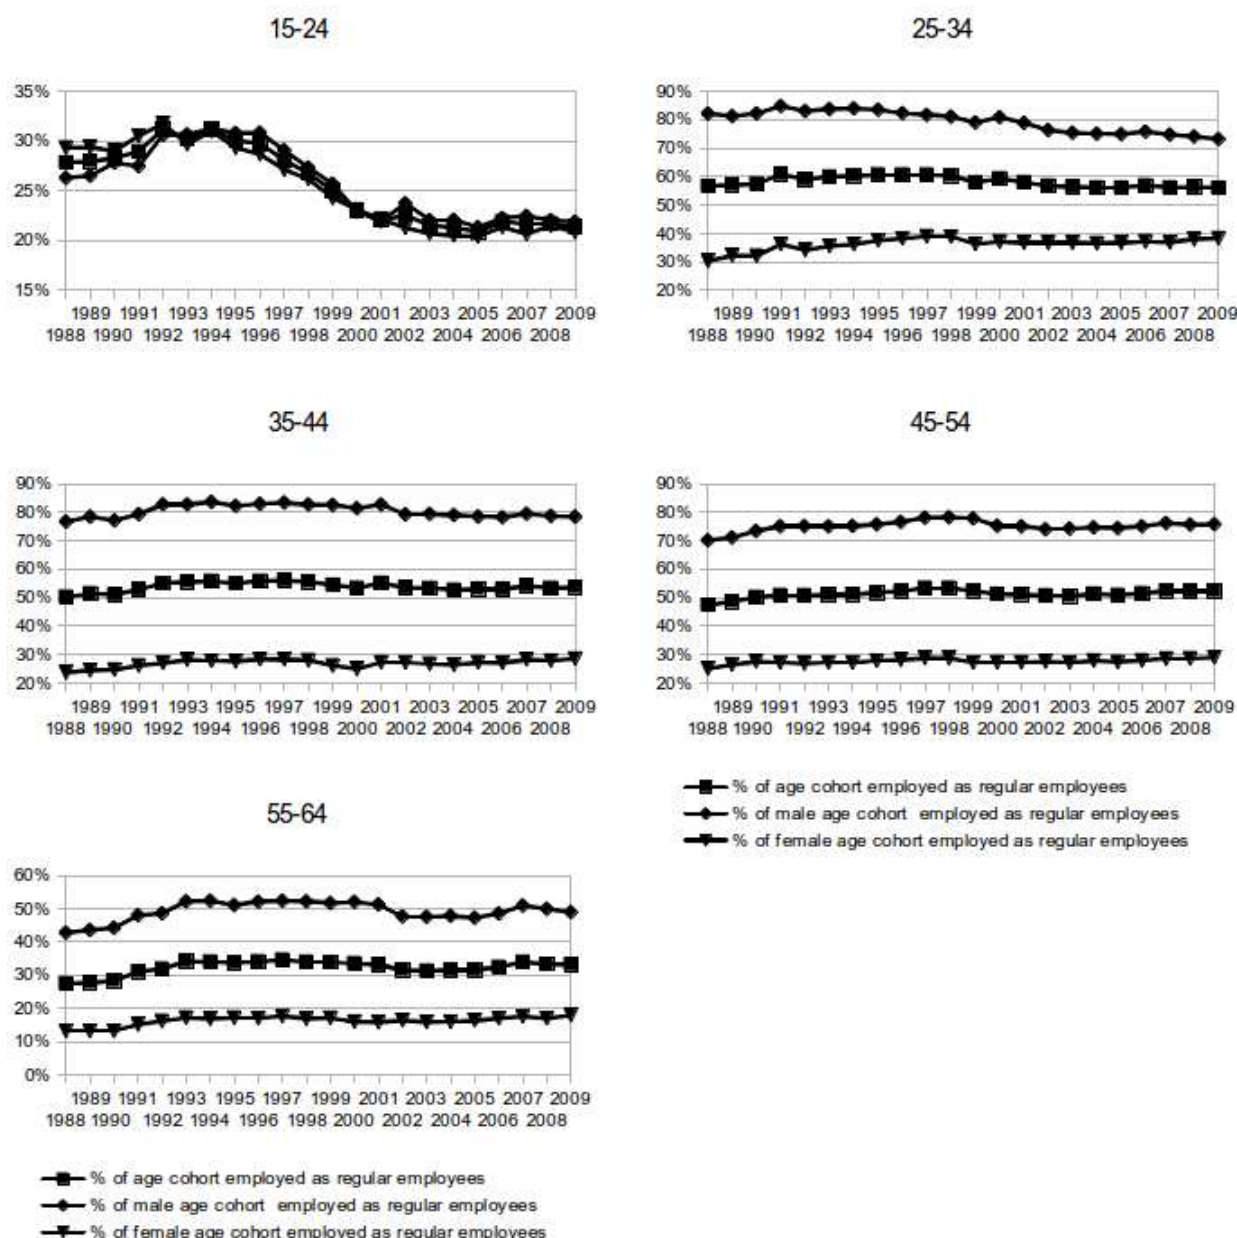 15-24
35%
30%
25%
20%
15%
1989 1991 1993 1995 1997 1999 2001 2003 2005 2007 2009
1988 1990 1992 1994 1996 1998 2000 2002 2004 2006 2008
25-34
90%
80%
70%
60%
50%
40%
30%
20%
1989 1991 1993 1995 1997 1999 2001 2003 2005 2007 2009
1988 1990 1992 1994 1996 1998 2000 2002 2004 2006 2008
35-44
90%
80%
70%
60%
50%
40%
30%
20%
1989 1991 1993 1995 1997 1999 2001 2003 2005 2007 2009
1988 1990 1992 1994 1996 1998 2000 2002 2004 2006 2008
45-54
90%
80%
70%
60%
50%
40%
30%
20%
1989 1991 1993 1995 1997 1999 2001 2003 2005 2007 2009
1988 1990 1992 1994 1996 1998 2000 2002 2004 2006 2008
% of age cohort employed as regular employees
% of male age cohort employed as regular employees
% of female age cohort employed as regular employees
55-64
60%
50%
40%
30%
20%
10%
0%
1989 1991 1993 1995 1997 1999 2001 2003 2005 2007 2009
1988 1990 1992 1994 1996 1998 2000 2002 2004 2006 2008
% of age cohort employed as regular employees
% of male age cohort employed as regular employees
% of female age cohort employed as regular employees